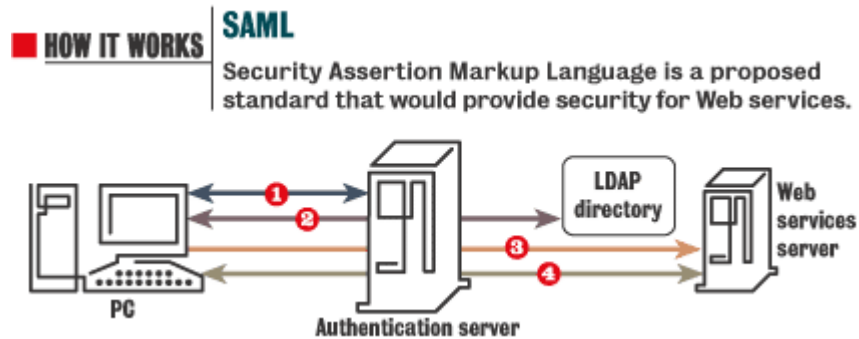 HOW IT WORKS
SAML
Security Assertion Markup Language is a proposed
standard that would provide security for Web services.
1
2
LDAP
directory
Web
services
server
3
4
PC
Authentication server